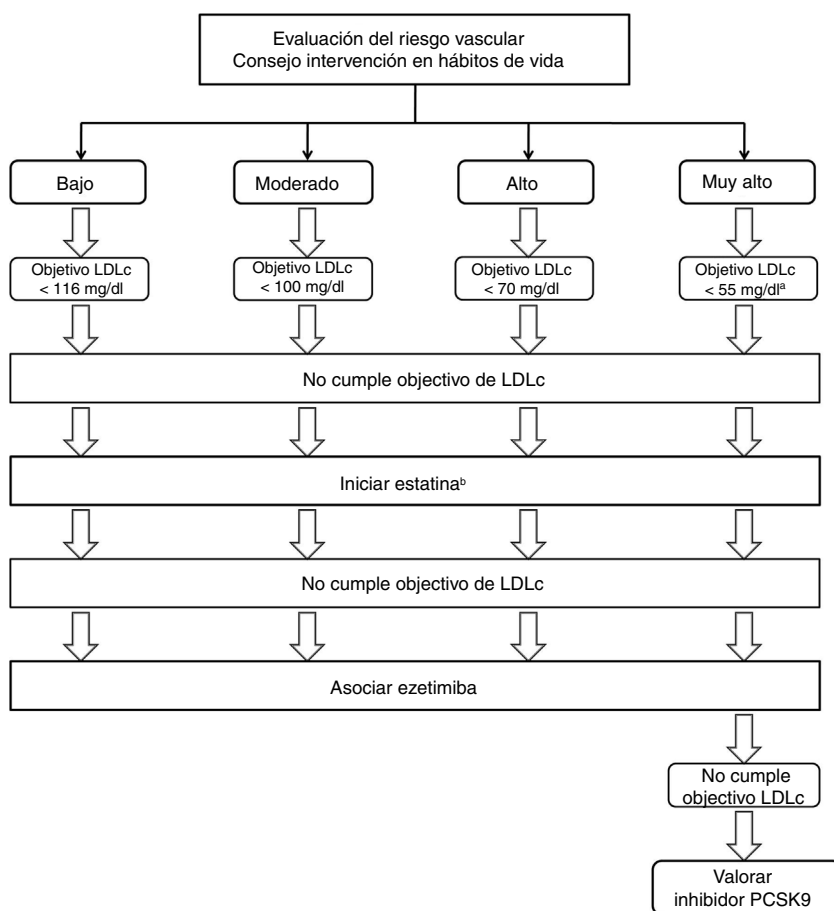 Evaluación del riesgo vascular
Consejo intervención en hábitos de vida
Bajo
Moderado
Alto
Muy alto
Objetivo LDLc
< 116 mg/dl
Objetivo LDLc
< 100 mg/dl
Objetivo LDLc
< 70 mg/dl
Objetivo LDLc
< 55 mg/dlª
No cumple objectivo de LDLc
Iniciar estatinaᵇ
No cumple objectivo de LDLc
Asociar ezetimiba
No cumple
objectivo LDLc
Valorar
inhibidor PCSK9